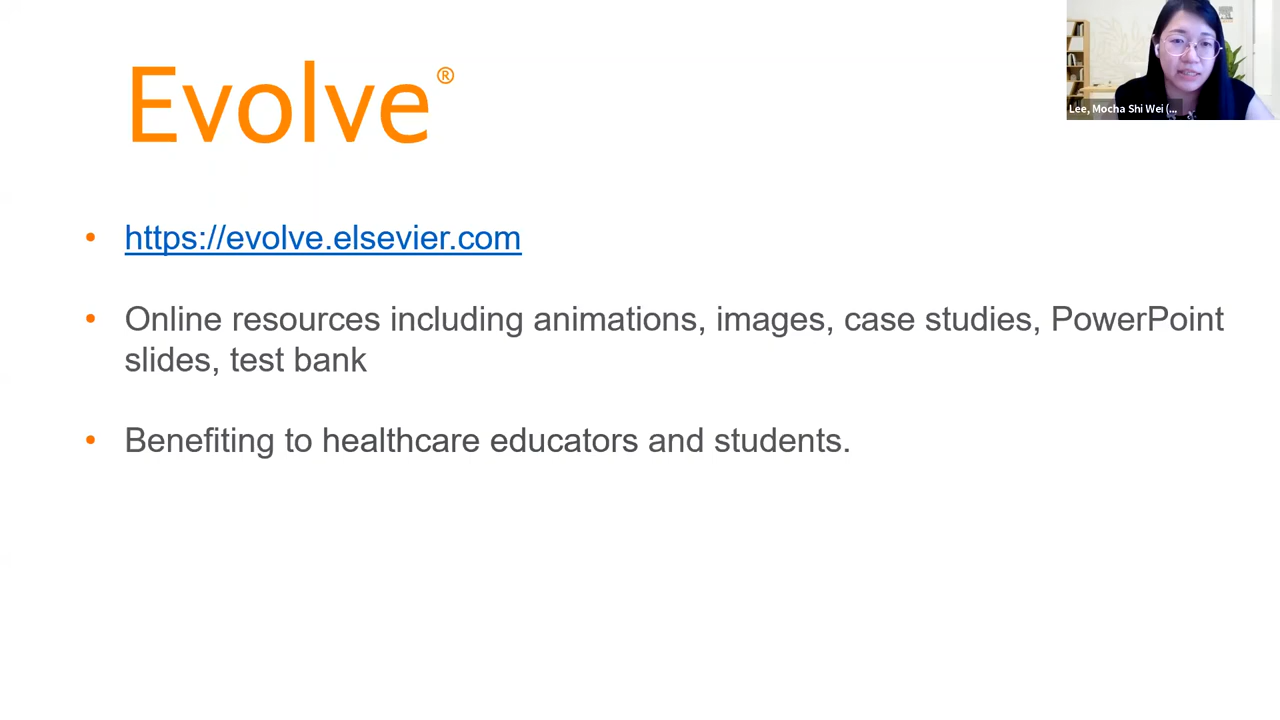 Evolve®
Lee, Mocha Shi Wei (...
• https://evolve.elsevier.com
• Online resources including animations, images, case studies, PowerPoint
slides, test bank
• Benefiting to healthcare educators and students.